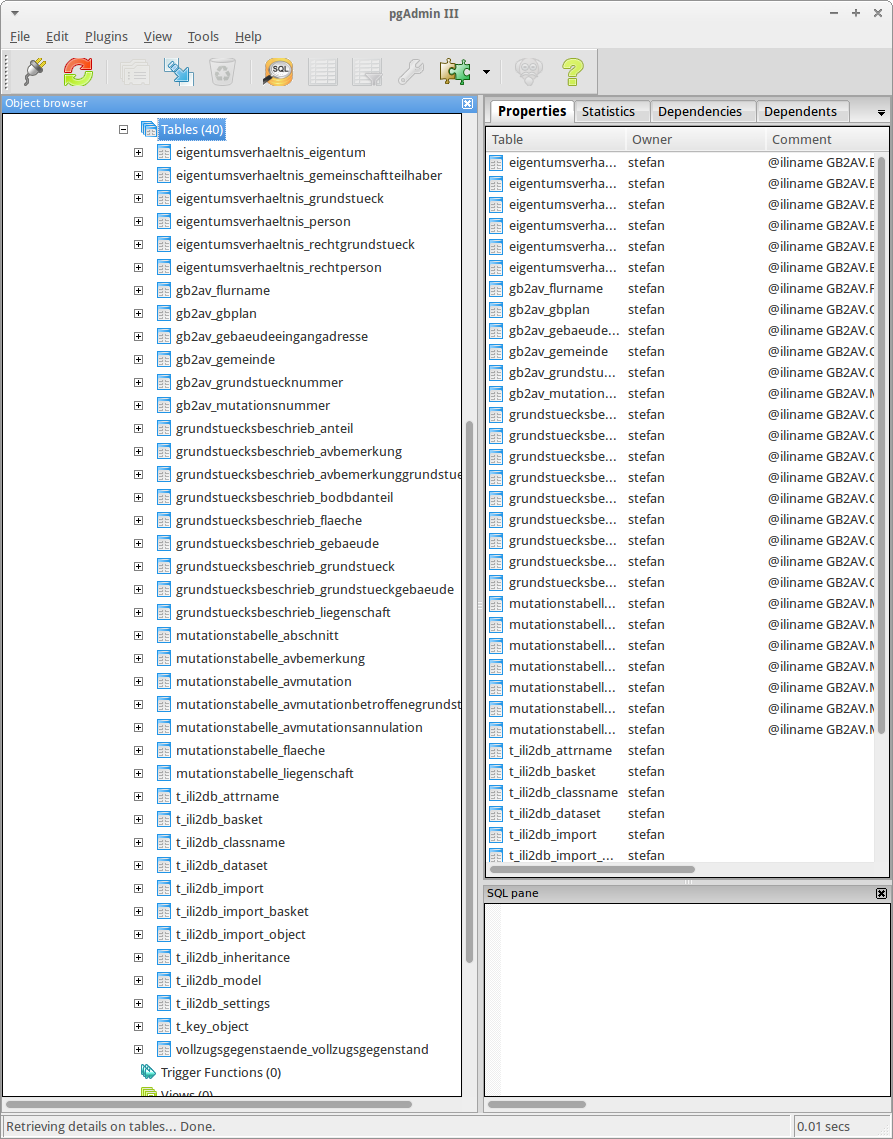 pgAdmin III
File Edit Plugins View Tools Help
SQL
Object browser
Tables (40)
eigentumsverhaeltnis_eigentum
eigentumsverhaeltnis_gemeinschaftteilhaber
eigentumsverhaeltnis_grundstueck
eigentumsverhaeltnis_person
eigentumsverhaeltnis_rechtgrundstueck
eigentumsverhaeltnis_rechtperson
gb2av_flurname
gb2av_gbplan
gb2av_gebaeudeeingangadresse
gb2av_gemeinde
gb2av_grundstuecknummer
gb2av_mutationsnummer
grundstuecksbeschrieb_anteil
grundstuecksbeschrieb_avbemerkung
grundstuecksbeschrieb_avbemerkunggrundstue
grundstuecksbeschrieb_bodbdanteil
grundstuecksbeschrieb_flaeche
grundstuecksbeschrieb_gebaeude
grundstuecksbeschrieb_grundstueck
grundstuecksbeschrieb_grundstueckgebaeude
grundstuecksbeschrieb_liegenschaft
mutationstabelle_abschnitt
mutationstabelle_avbemerkung
mutationstabelle_avmutation
mutationstabelle_avmutationbetroffenegrundst
mutationstabelle_avmutationsannulation
mutationstabelle_flaeche
mutationstabelle_liegenschaft
t_ili2db_attrname
t_ili2db_basket
t_ili2db_classname
t_ili2db_dataset
t_ili2db_import
t_ili2db_import_basket
t_ili2db_import_object
t_ili2db_inheritance
t_ili2db_model
t_ili2db_settings
t_key_object
vollzugsgegenstaende_vollzugsgegenstand
Trigger Functions (0)
Views (0)
Properties Statistics Dependencies Dependents
Table Owner Comment
eigentumsverha... stefan @iliname GB2AV.E
eigentumsverha... stefan @iliname GB2AV.E
eigentumsverha... stefan @iliname GB2AV.E
eigentumsverha... stefan @iliname GB2AV.E
eigentumsverha... stefan @iliname GB2AV.E
eigentumsverha... stefan @iliname GB2AV.E
gb2av_flurname stefan @iliname GB2AV.F
gb2av_gbplan stefan @iliname GB2AV.G
gb2av_gebaeude... stefan @iliname GB2AV.G
gb2av_gemeinde stefan @iliname GB2AV.G
gb2av_grundstu... stefan @iliname GB2AV.G
gb2av_mutation... stefan @iliname GB2AV.M
grundstuecksbe... stefan @iliname GB2AV.G
grundstuecksbe... stefan @iliname GB2AV.G
grundstuecksbe... stefan @iliname GB2AV.G
grundstuecksbe... stefan @iliname GB2AV.G
grundstuecksbe... stefan @iliname GB2AV.G
grundstuecksbe... stefan @iliname GB2AV.G
grundstuecksbe... stefan @iliname GB2AV.G
grundstuecksbe... stefan @iliname GB2AV.G
grundstuecksbe... stefan @iliname GB2AV.G
mutationstabell... stefan @iliname GB2AV.M
mutationstabell... stefan @iliname GB2AV.M
mutationstabell... stefan @iliname GB2AV.M
mutationstabell... stefan @iliname GB2AV.M
mutationstabell... stefan @iliname GB2AV.M
mutationstabell... stefan @iliname GB2AV.M
mutationstabell... stefan @iliname GB2AV.M
t_ili2db_attrname stefan
t_ili2db_basket stefan
t_ili2db_classname stefan
t_ili2db_dataset stefan
t_ili2db_import stefan
t_ili2db_import_... stefan
SQL pane
Retrieving details on tables... Done.
0.01 secs